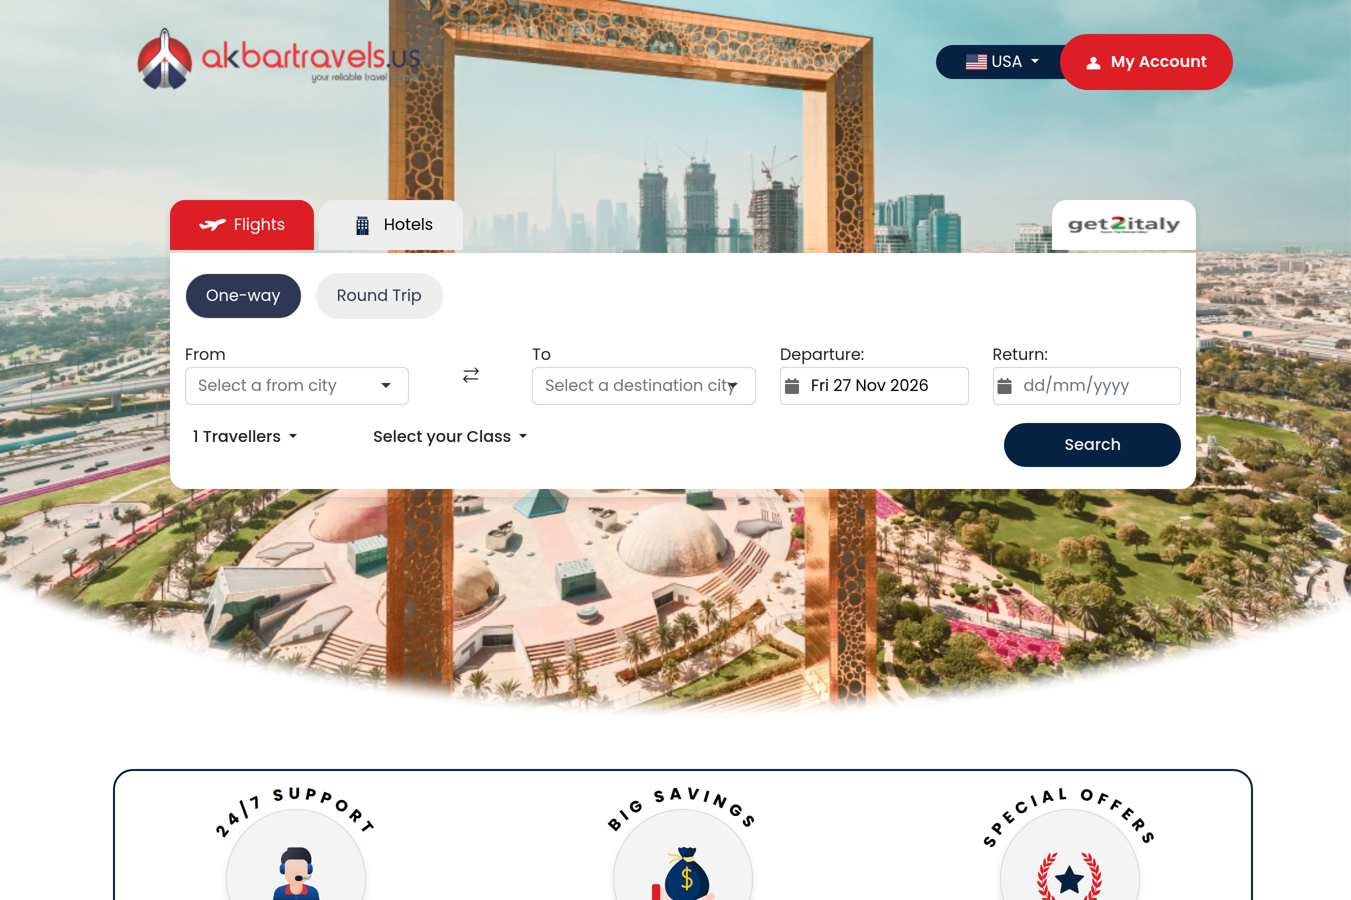 akbartravels.us
your reliable travel
USA
My Account
Flights
Hotels
get2italy
One-way
Round Trip
From
To
Departure:
Return:
Select a from city
Select a destination city
Fri 27 Nov 2026
dd/mm/yyyy
1 Travellers
Select your Class
Search
24/7 SUPPORT
BIG SAVINGS
SPECIAL OFFERS
$